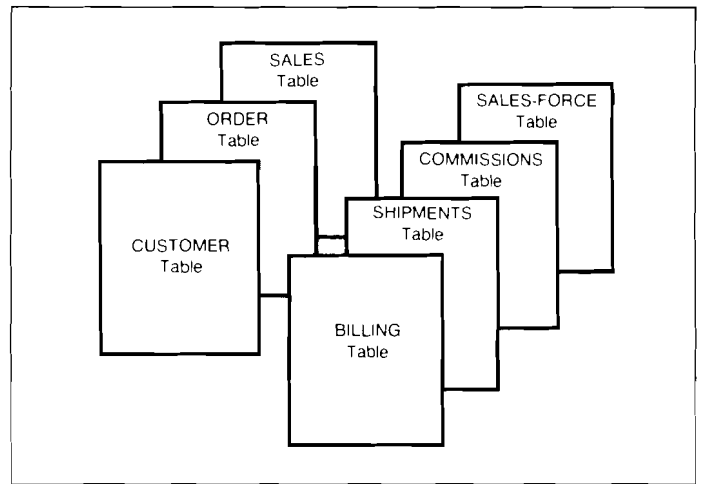 SALES
Table
ORDER
Table
CUSTOMER
Table
SALES-FORCE
Table
COMMISSIONS
Table
SHIPMENTS
Table
BILLING
Table